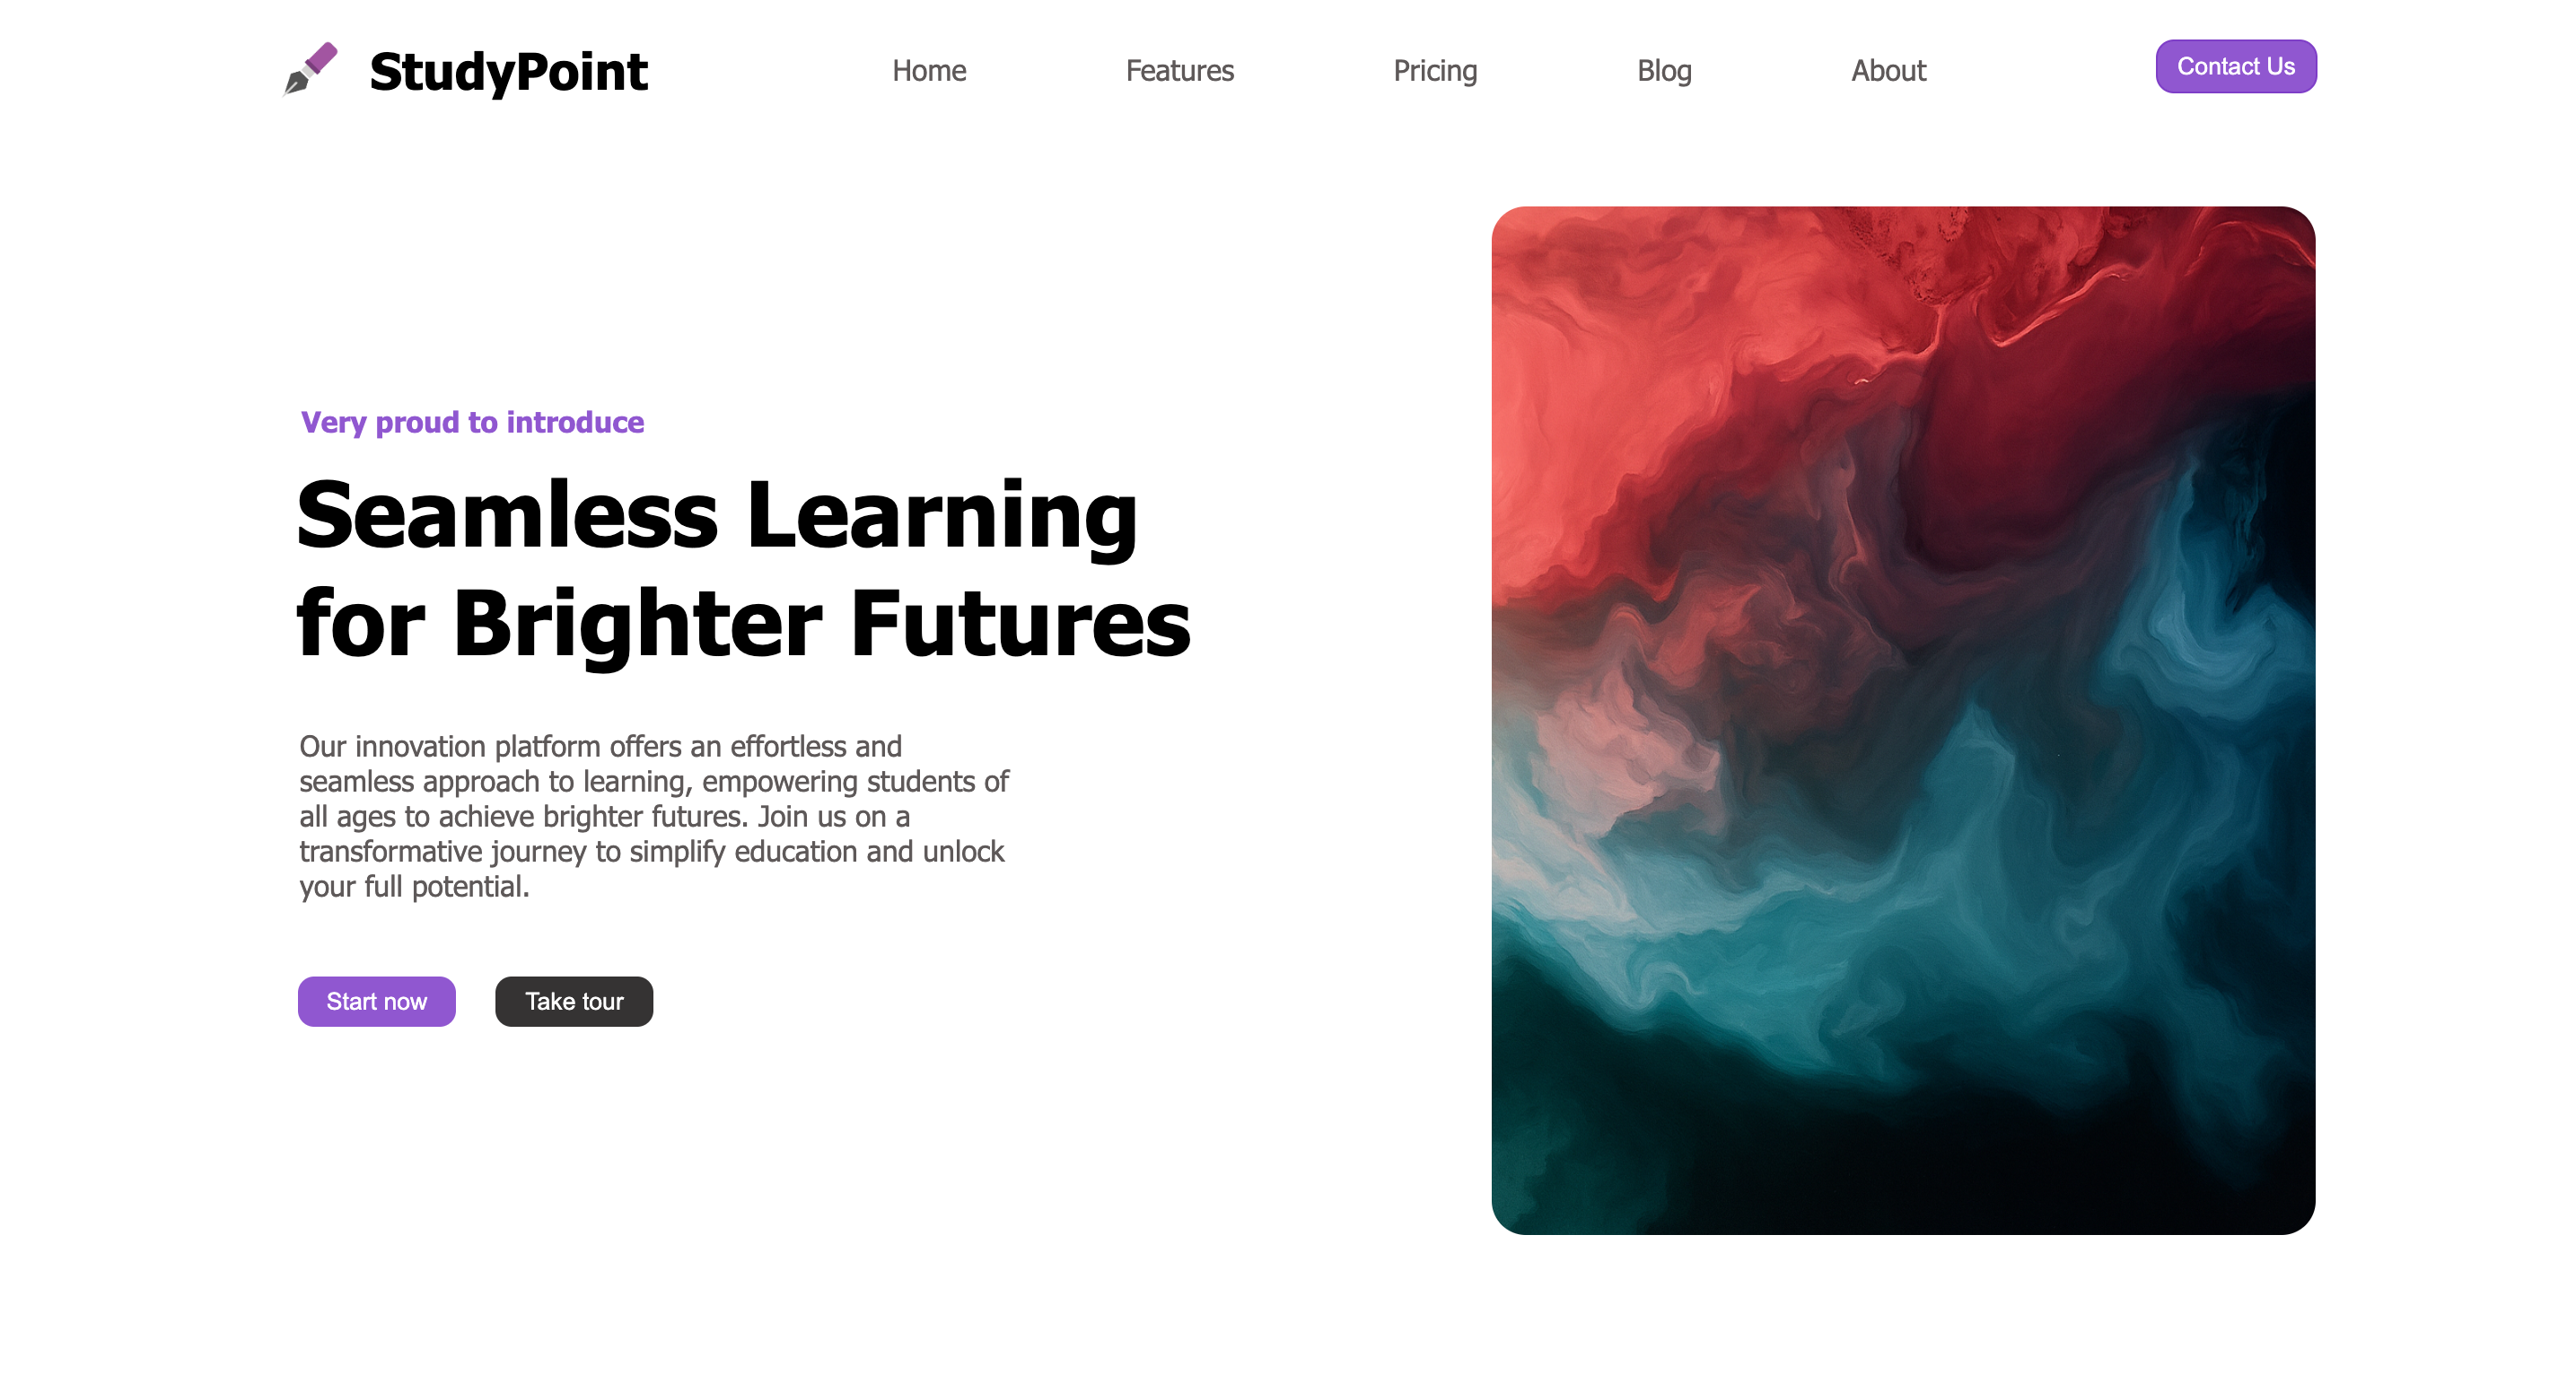 StudyPoint
Home
Features
Pricing
Blog
About
Contact Us
Very proud to introduce
Seamless Learning
for Brighter Futures
Our innovation platform offers an effortless and
seamless approach to learning, empowering students of
all ages to achieve brighter futures. Join us on a
transformative journey to simplify education and unlock
your full potential.
Start now
Take tour